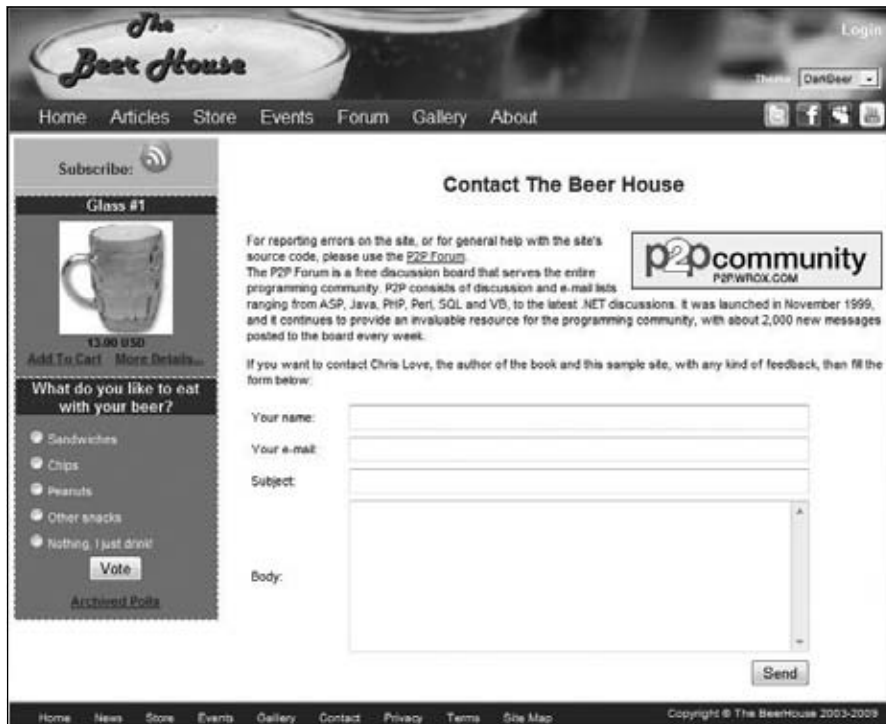 The
Beer House
Login
Theme: DarkBeer
Home Articles Store Events Forum Gallery About
Subscribe:
Glass #1
13.00 USD
Add To Cart More Details...
What do you like to eat
with your beer?
Sandwiches
Chips
Peanuts
Other snacks
Nothing, I just drink!
Vote
Archived Polls
Contact The Beer House
p2pcommunity
P2P.WROX.COM
For reporting errors on the site, or for general help with the site's
source code, please use the P2P Forum.
The P2P Forum is a free discussion board that serves the entire
programming community. P2P consists of discussion and e-mail lists
ranging from ASP, Java, PHP, Perl, SQL and VB, to the latest .NET discussions. It was launched in November 1999,
and it continues to provide an invaluable resource for the programming community, with about 2,000 new messages
posted to the board every week.
If you want to contact Chris Love, the author of the book and this sample site, with any kind of feedback, than fill the
form below:
Your name:
Your e-mail:
Subject:
Body:
Send
Home News Store Events Gallery Contact Privacy Terms Site Map
Copyright © The BeerHouse 2003-2009